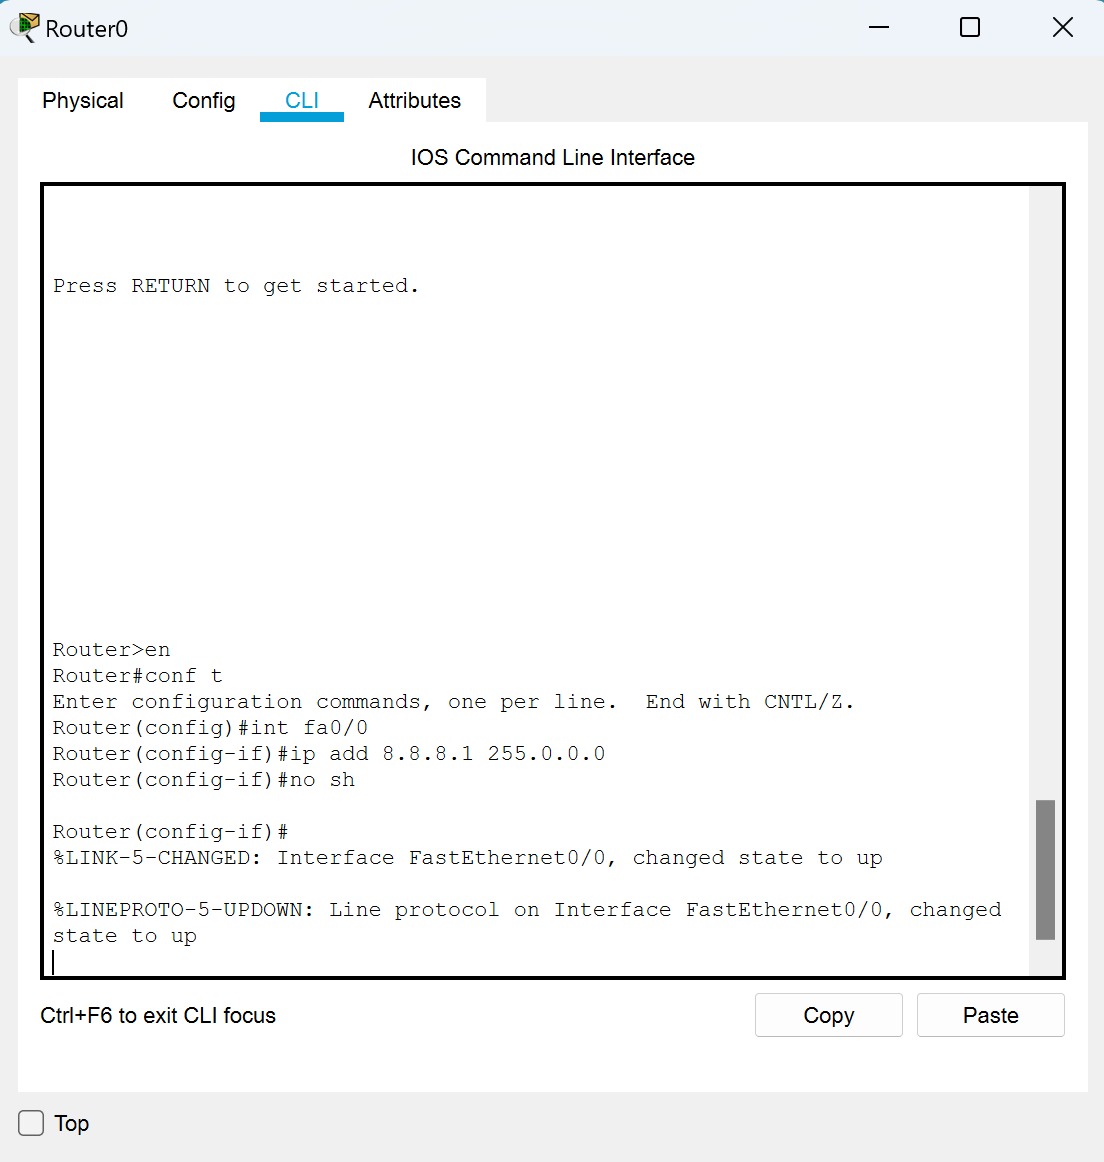 Router0
Physical Config CLI Attributes
IOS Command Line Interface
Press RETURN to get started.
Router>en
Router#conf t
Enter configuration commands, one per line.  End with CNTL/Z.
Router(config)#int fa0/0
Router(config-if)#ip add 8.8.8.1 255.0.0.0
Router(config-if)#no sh
Router(config-if)#
%LINK-5-CHANGED: Interface FastEthernet0/0, changed state to up
%LINEPROTO-5-UPDOWN: Line protocol on Interface FastEthernet0/0, changed
state to up
Ctrl+F6 to exit CLI focus
Copy Paste
Top